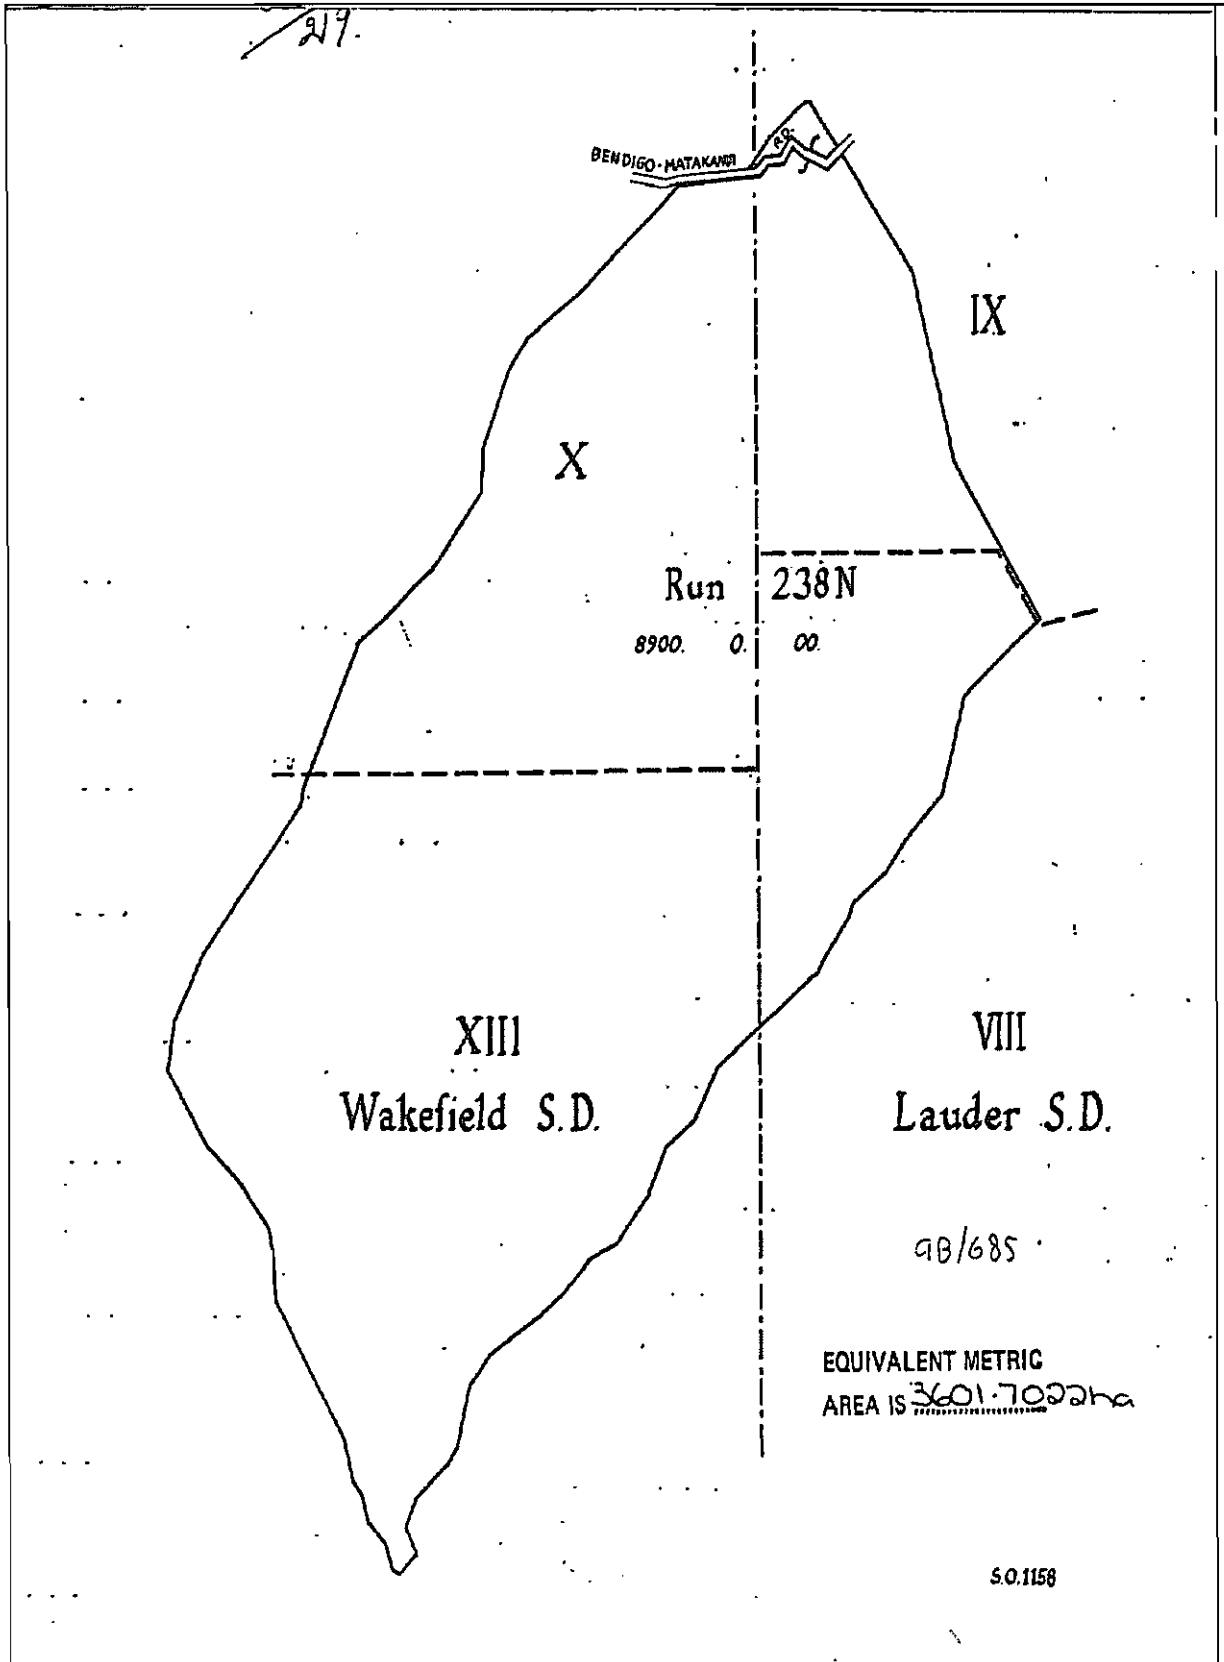 BENDIGO-MATAKANUI
RD.
IX
X
Run 238N
8900. 0. 00.
XIII
Wakefield S.D.
VIII
Lauder S.D.
9B/685
EQUIVALENT METRIC
AREA IS 3601.7022ha
S.O.1158